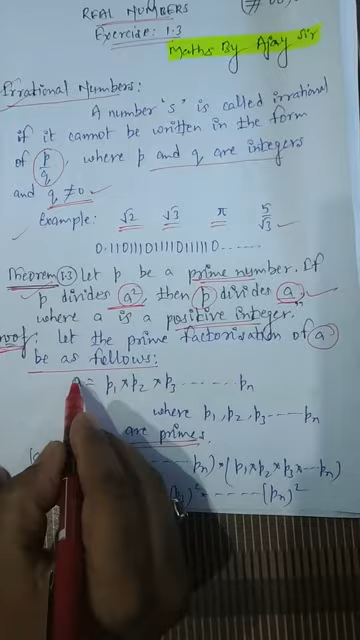 REAL NUMBERS
Exercise: 1.3
Maths By Ajay Sir
Irrational Numbers:
A number 's' is called irrational
if it cannot be written in the form
of p/q, where p and q are integers
and q ≠ 0
Example: √2 √3 π 5/√3
0.11011101111011111 0......
Theorem(1.3) let p be a prime number. If
p divides a², then p divides a,
where a is a positive integer.
Proof: let the prime factorisation of a
be as follows:
a = p₁ × p₂ × p₃ ...... pₙ
where p₁, p₂, p₃ ---- pₙ
are primes.
pₙ) × (p₁ × p₂ × p₃ × --- pₙ)
)² ------ (pₙ)²